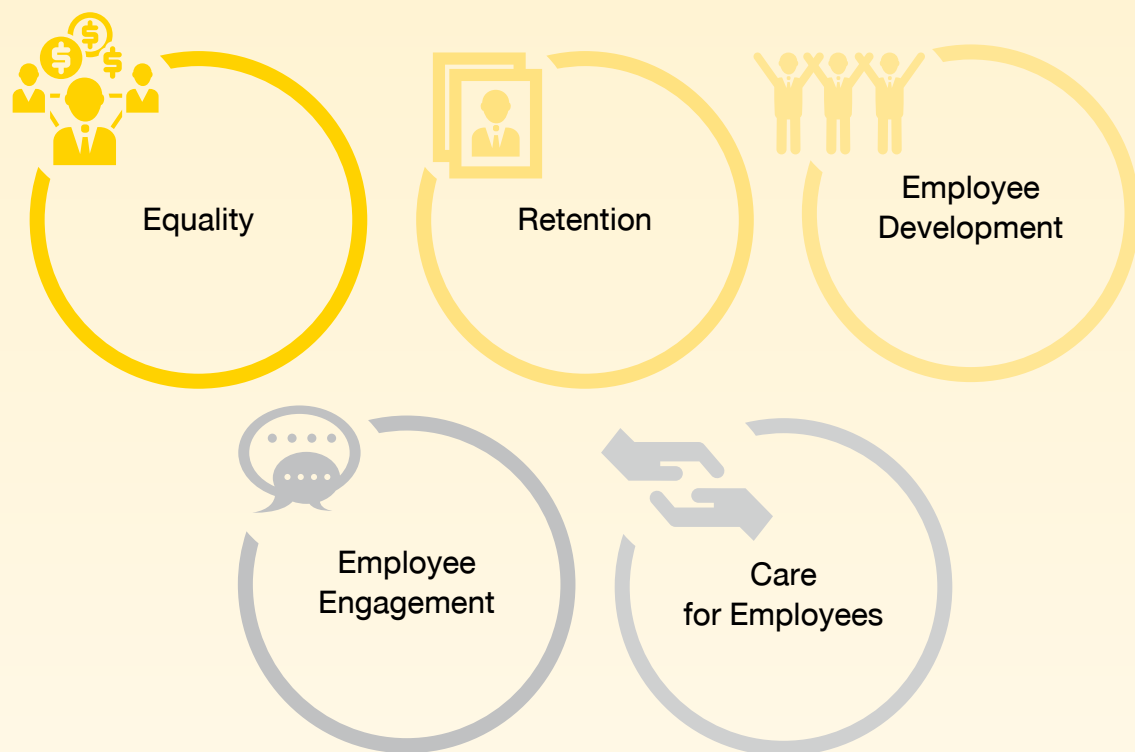 Equality
Retention
Employee
Development
Employee
Engagement
Care
for Employees